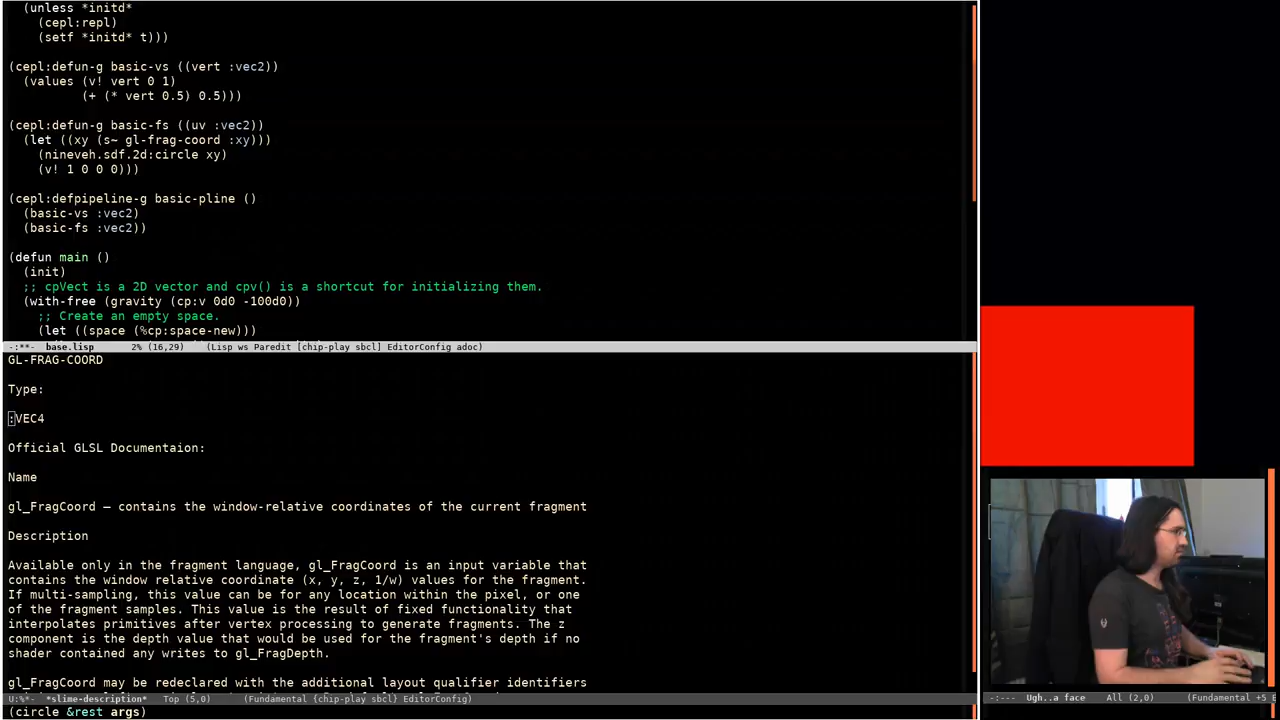 (unless *initd*
(cepl:repl)
(setf *initd* t)))
(cepl:defun-g basic-vs ((vert :vec2))
(values (v! vert 0 1)
(+ (* vert 0.5) 0.5)))
(cepl:defun-g basic-fs ((uv :vec2))
(let ((xy (s~ gl-frag-coord :xy)))
(nineveh.sdf.2d:circle xy)
(v! 1 0 0 0)))
(cepl:defpipeline-g basic-pline ()
(basic-vs :vec2)
(basic-fs :vec2))
(defun main ()
(init)
;; cpVect is a 2D vector and cpv() is a shortcut for initializing them.
(with-free (gravity (cp:v 0d0 -100d0))
;; Create an empty space.
(let ((space (%cp:space-new)))
-:**- base.lisp 2% (16,29) (Lisp ws Paredit [chip-play sbcl] EditorConfig adoc)
GL-FRAG-COORD
Type:
:VEC4
Official GLSL Documentaion:
Name
gl_FragCoord — contains the window-relative coordinates of the current fragment
Description
Available only in the fragment language, gl_FragCoord is an input variable that
contains the window relative coordinate (x, y, z, 1/w) values for the fragment.
If multi-sampling, this value can be for any location within the pixel, or one
of the fragment samples. This value is the result of fixed functionality that
interpolates primitives after vertex processing to generate fragments. The z
component is the depth value that would be used for the fragment's depth if no
shader contained any writes to gl_FragDepth.
gl_FragCoord may be redeclared with the additional layout qualifier identifiers
U:%*- *slime-description* Top (5,0) (Fundamental {chip-play sbcl} EditorConfig)
(circle &rest args)
-:--- Ugh..a face All (2,0) (Fundamental +5 E